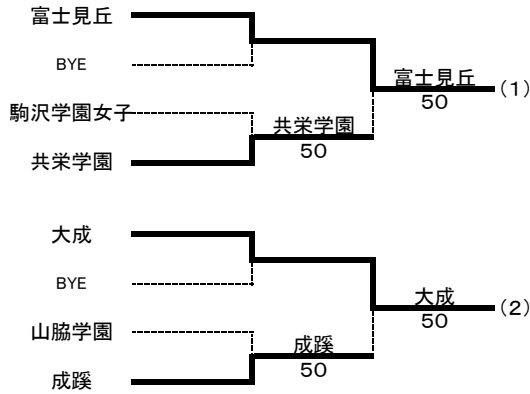 富士見丘
BYE
富士見丘 (1)
50
駒沢学園女子
共栄学園
50
共栄学園
大成
BYE
大成 (2)
50
山脇学園
成蹊
50
成蹊